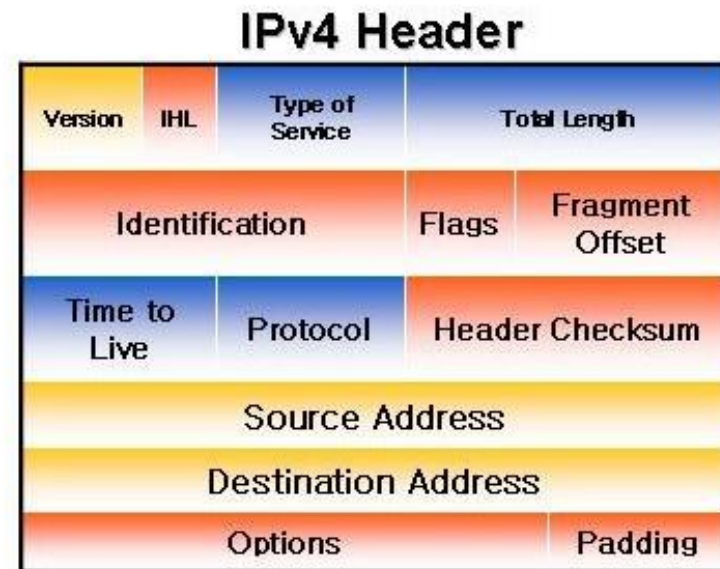 IPv4 Header
Version IHL Type of Service Total Length
Identification Flags Fragment Offset
Time to Live Protocol Header Checksum
Source Address
Destination Address
Options Padding